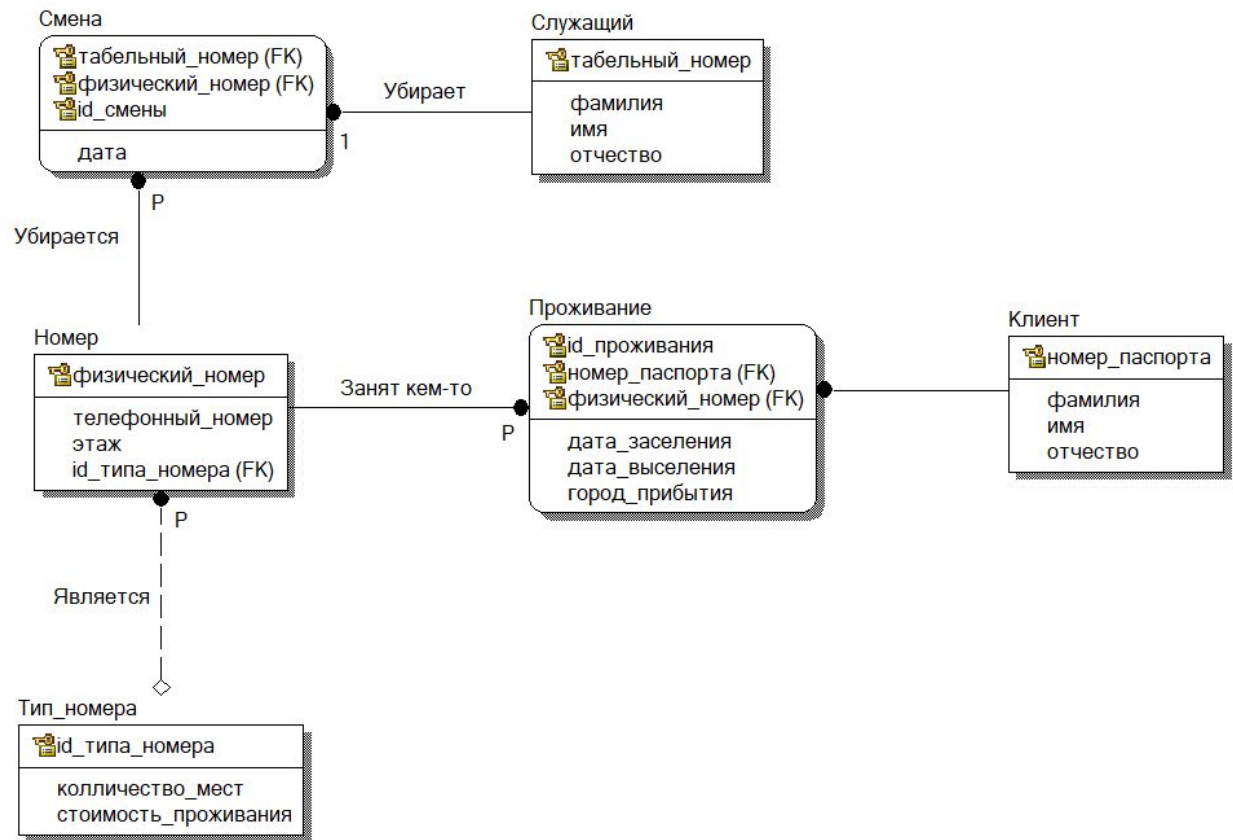 Смена
табельный_номер (FK)
физический_номер (FK)
id_смены
дата
Убирает
1
Служащий
табельный_номер
фамилия
имя
отчество
P
Убирается
Номер
физический_номер
телефонный_номер
этаж
id_типа_номера (FK)
Занят кем-то
P
Проживание
id_проживания
номер_паспорта (FK)
физический_номер (FK)
дата_заселения
дата_выселения
город_прибытия
Клиент
номер_паспорта
фамилия
имя
отчество
P
Является
Тип_номера
id_типа_номера
колличество_мест
стоимость_проживания